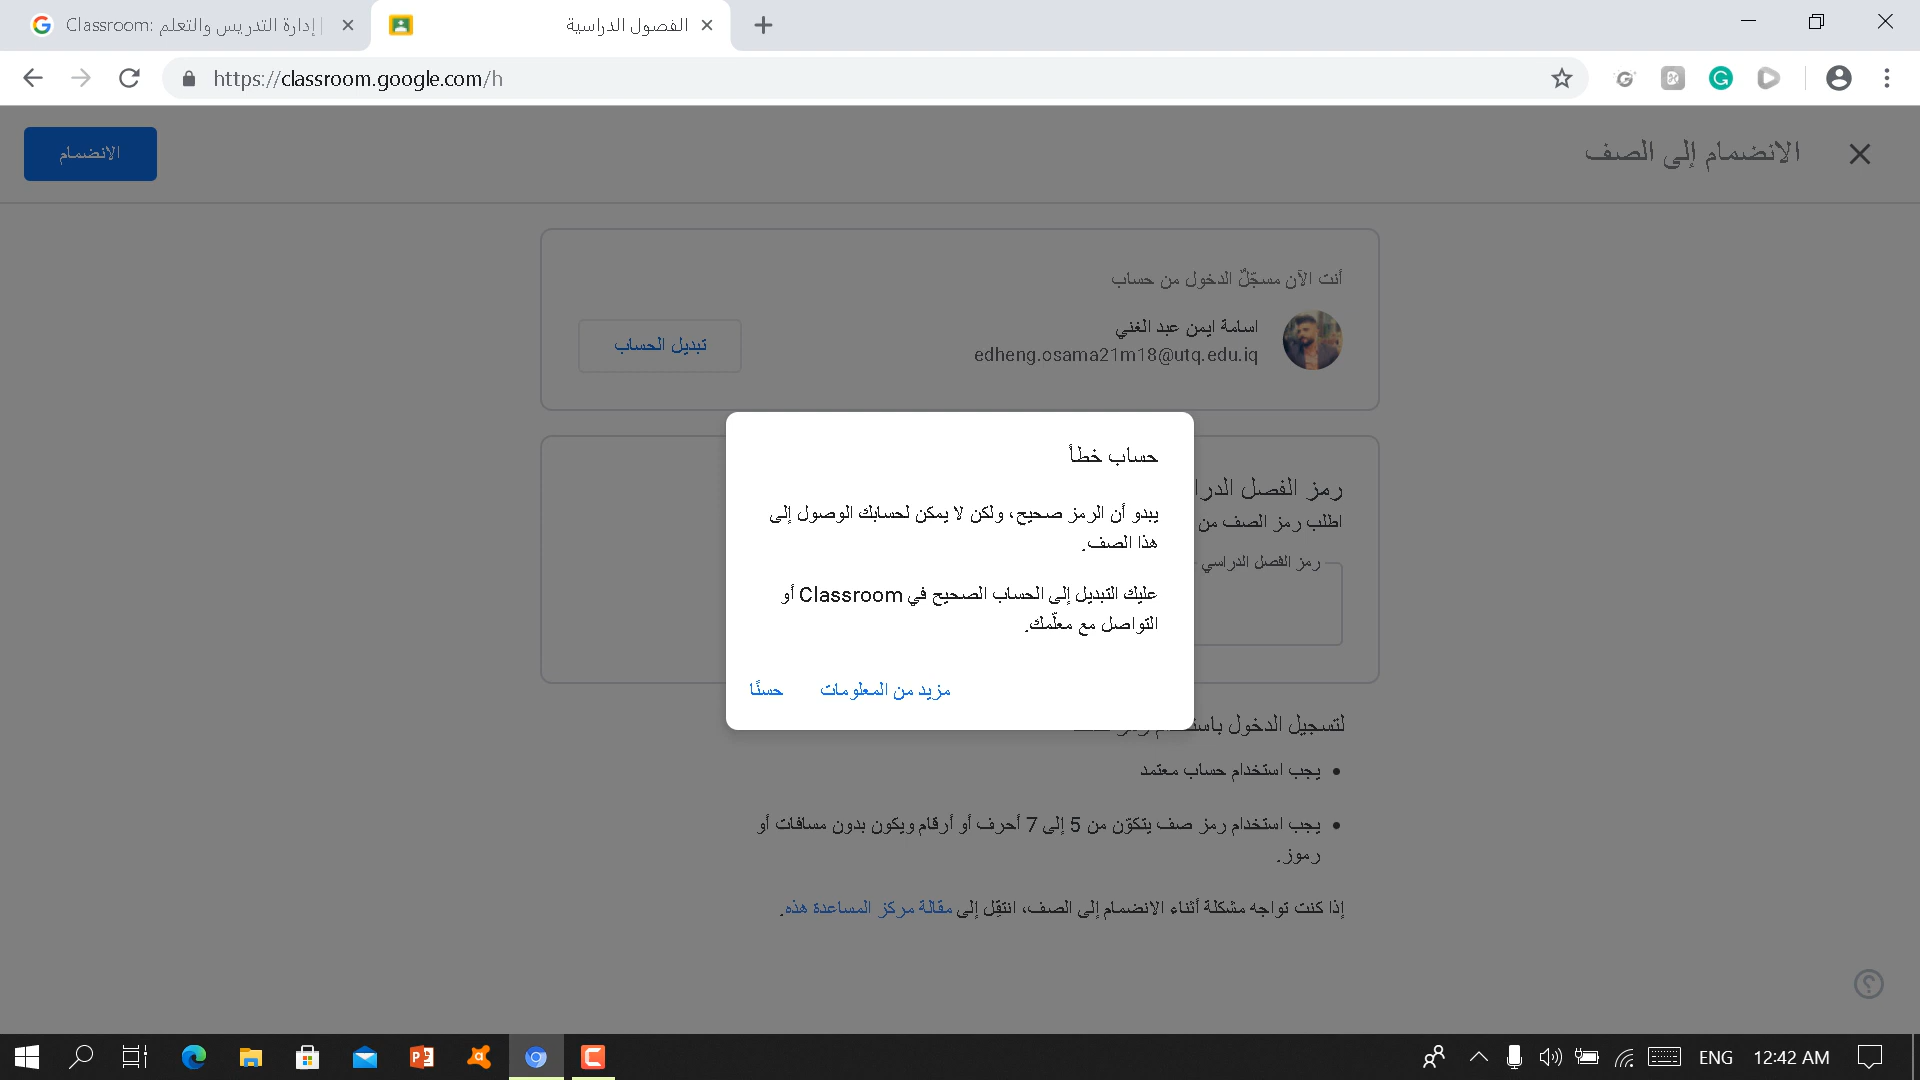 Classroom: إدارة التدريس والتعلم |
الفصول الدراسية
https://classroom.google.com/h
الانضمام إلى الصف
الانضمام
أنت الآن مسجّلٌ الدخول من حساب
اسامة ايمن عبد الغني
edheng.osama21m18@utq.edu.iq
تبديل الحساب
حساب خطأ
يبدو أن الرمز صحيح، ولكن لا يمكن لحسابك الوصول إلى
هذا الصف.
عليك التبديل إلى الحساب الصحيح في Classroom أو
التواصل مع معلّمك.
مزيد من المعلومات
حسنًا
رمز الفصل
اطلب رمز الصف من
رمز الفصل الدراسي
لتسجيل الدخول
• يجب استخدام حساب معتمد
• يجب استخدام رمز صف يتكوّن من 5 إلى 7 أحرف أو أرقام ويكون بدون مسافات أو
رموز.
إذا كنت تواجه مشكلة أثناء الانضمام إلى الصف، انتقِل إلى مقالة مركز المساعدة هذه.
ENG
12:42 AM